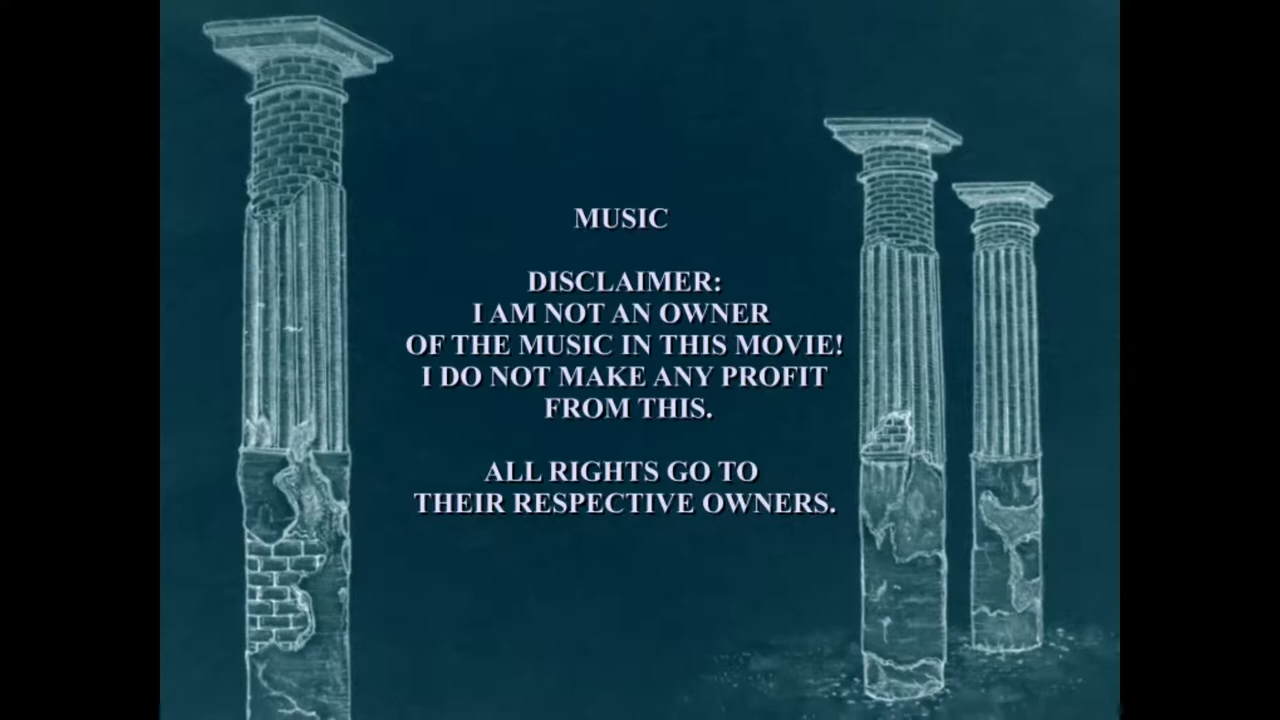 MUSIC
DISCLAIMER:
I AM NOT AN OWNER
OF THE MUSIC IN THIS MOVIE!
I DO NOT MAKE ANY PROFIT
FROM THIS.
ALL RIGHTS GO TO
THEIR RESPECTIVE OWNERS.